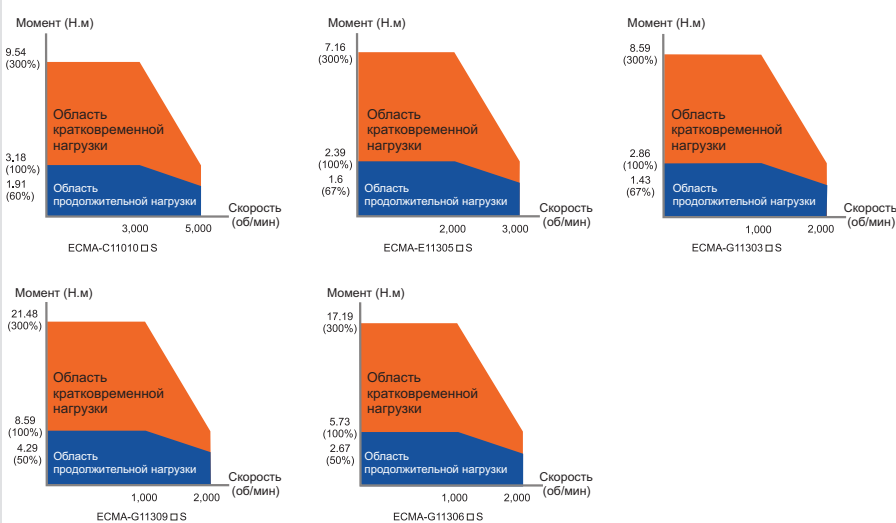 Момент (Н.м)
9.54
(300%)
3,18
(100%)
1,91
(60%)
Область
кратковременной
нагрузки
Область
продолжительной нагрузки
Скорость
(об/мин)
3,000
5,000
ECMA-C11010 □ S
Момент (Н.м)
7.16
(300%)
2.39
(100%)
1.6
(67%)
Область
кратковременной
нагрузки
Область
продолжительной нагрузки
Скорость
(об/мин)
2,000
3,000
ECMA-E11305 □ S
Момент (Н.м)
8.59
(300%)
2.86
(100%)
1.43
(67%)
Область
кратковременной
нагрузки
Область
продолжительной нагрузки
Скорость
(об/мин)
1,000
2,000
ECMA-G11303 □ S
Момент (Н.м)
21.48
(300%)
8.59
(100%)
4.29
(50%)
Область
кратковременной
нагрузки
Область
продолжительной нагрузки
Скорость
(об/мин)
1,000
2,000
ECMA-G11309 □ S
Момент (Н.м)
17.19
(300%)
5.73
(100%)
2.67
(50%)
Область
кратковременной
нагрузки
Область
продолжительной нагрузки
Скорость
(об/мин)
1,000
2,000
ECMA-G11306 □ S